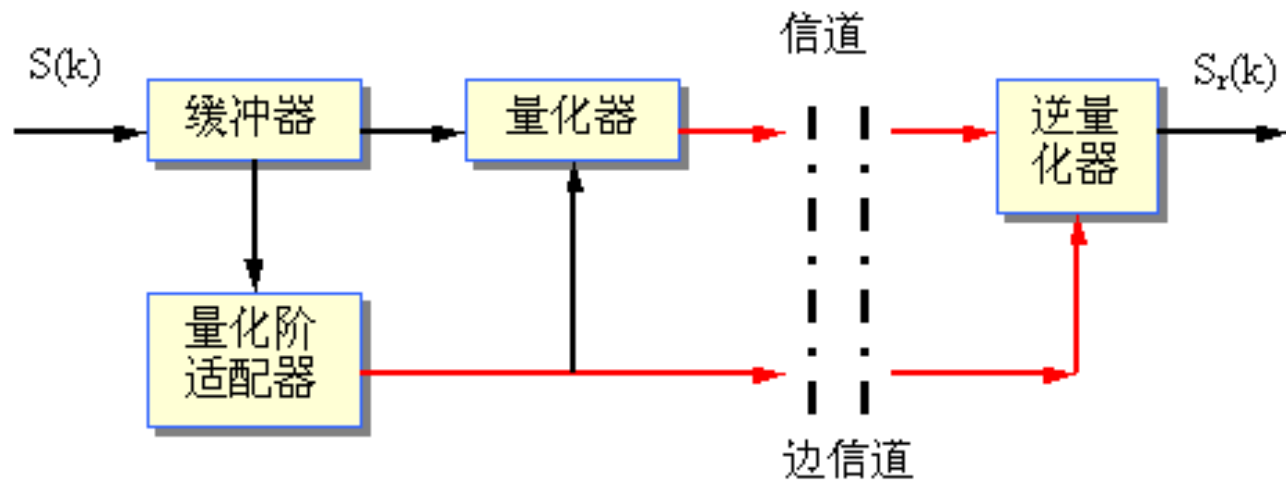 信道
S(k)
S_r(k)
缓冲器
量化器
逆量
化器
量化阶
适配器
边信道